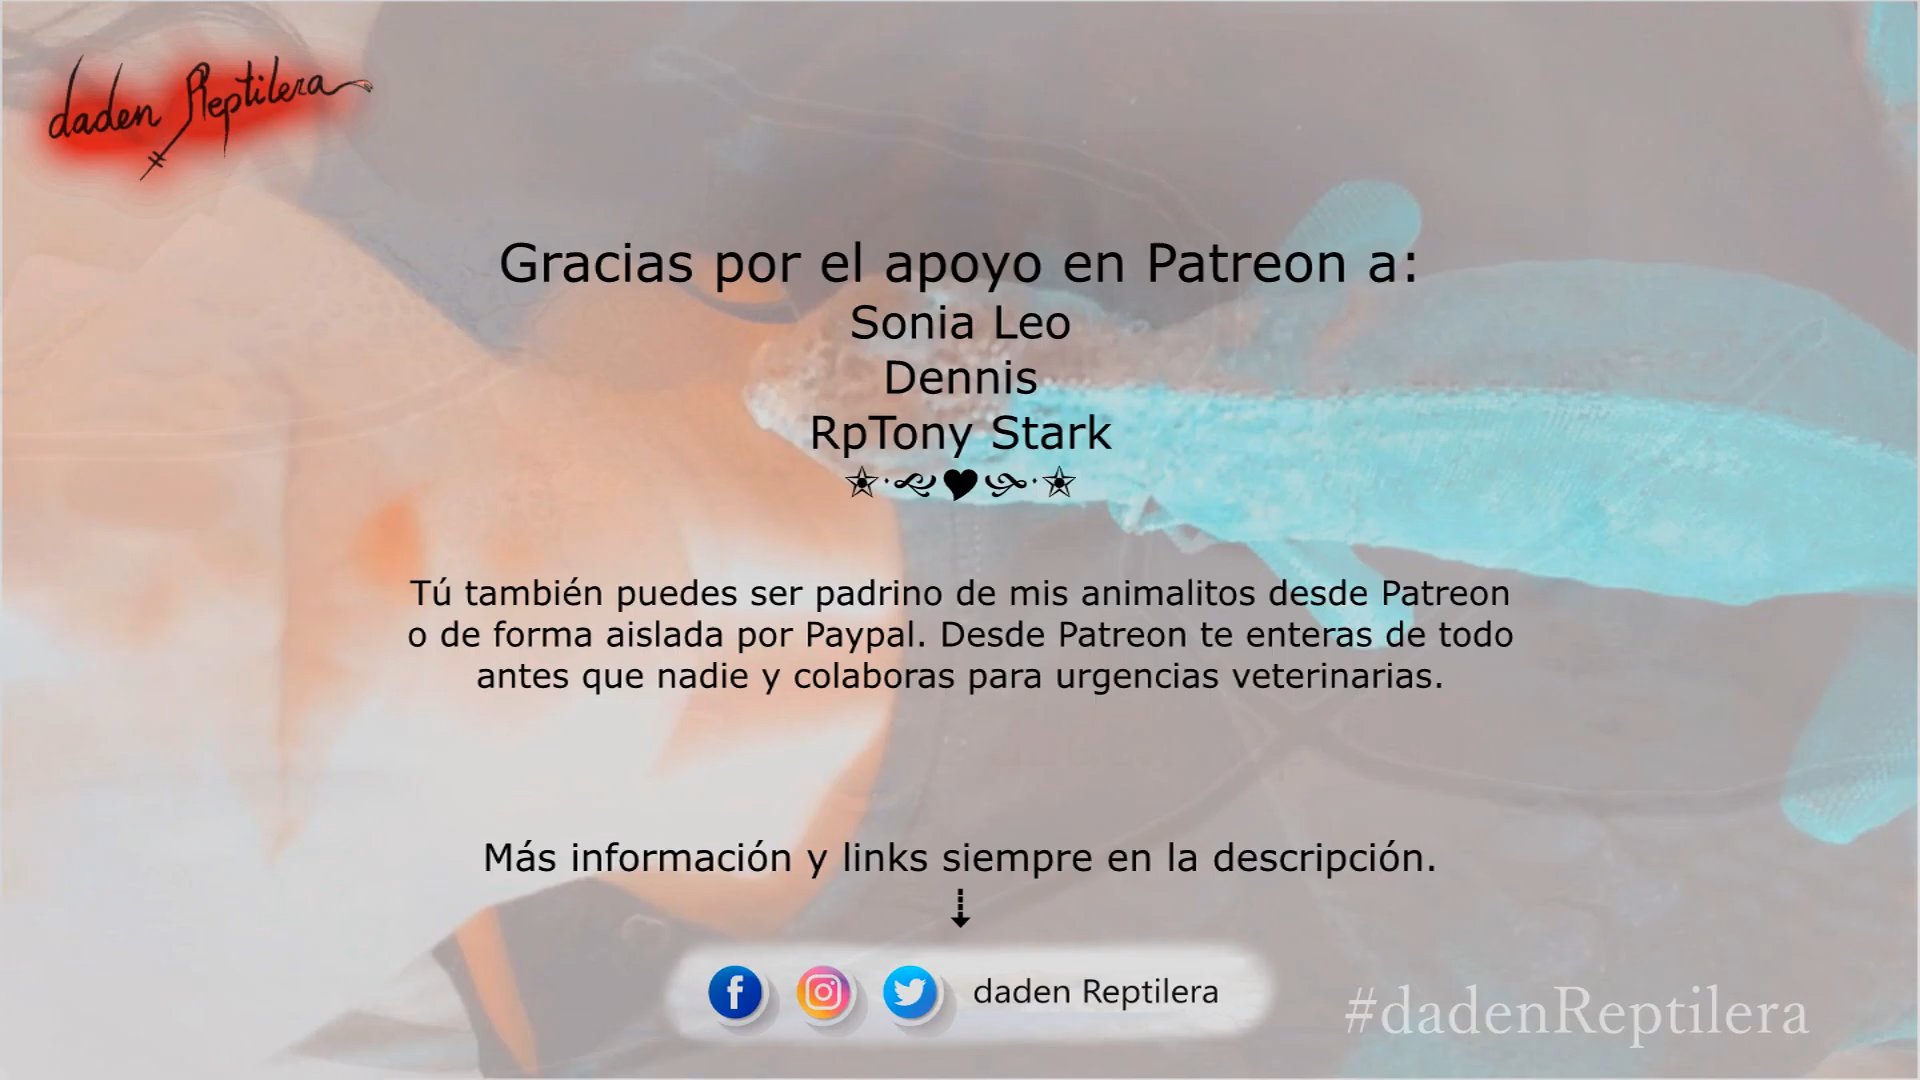 daden Reptilera
Gracias por el apoyo en Patreon a:
Sonia Leo
Dennis
RpTony Stark
Tú también puedes ser padrino de mis animalitos desde Patreon
o de forma aislada por Paypal. Desde Patreon te enteras de todo
antes que nadie y colaboras para urgencias veterinarias.
Más información y links siempre en la descripción.
daden Reptilera
#dadenReptilera